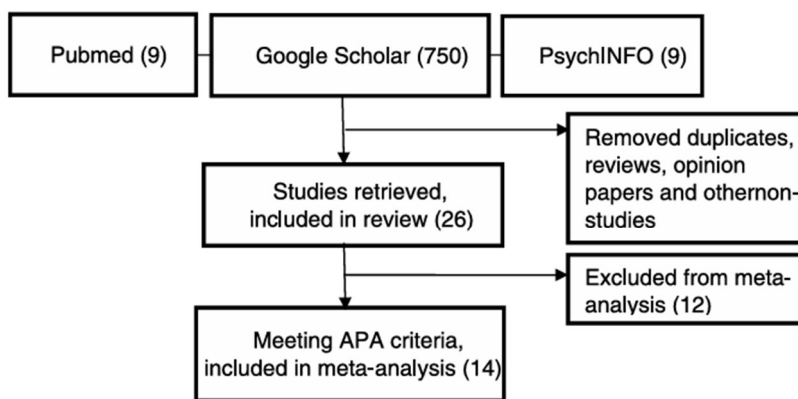 Pubmed (9)
Google Scholar (750)
PsychINFO (9)
Removed duplicates,
reviews, opinion
papers and othernon-
studies
Studies retrieved,
included in review (26)
Excluded from meta-
analysis (12)
Meeting APA criteria,
included in meta-analysis (14)